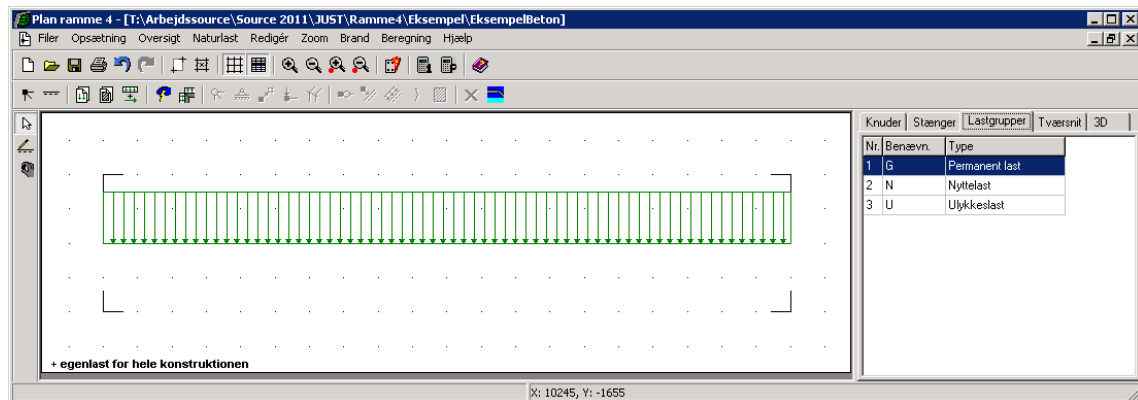 Plan ramme 4 - [T:\Arbejdssource\Source 2011\JUST\Ramme4\Eksempel\EksempelBeton]
Filer Opsætning Oversigt Naturlast Redigér Zoom Brand Beregning Hjælp
Knuder Stænger Lastgrupper Tværsnit 3D
Nr. Benævn. Type
1 G Permanent last
2 N Nyttelast
3 U Ulykkeslast
+ egenlast for hele konstruktionen
X: 10245, Y: -1655